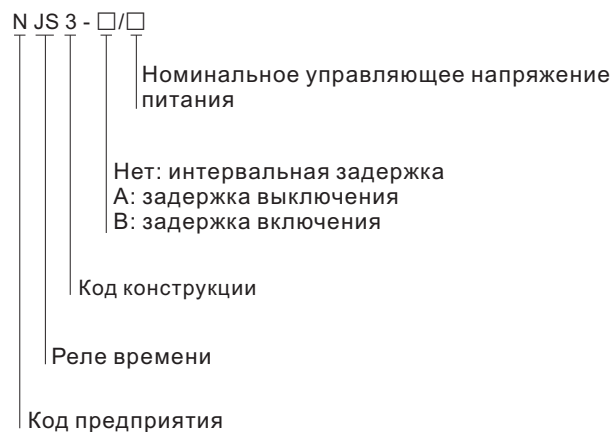 N JS 3 - □/□
Номинальное управляющее напряжение
питания
Нет: интервальная задержка
А: задержка выключения
В: задержка включения
Код конструкции
Реле времени
Код предприятия